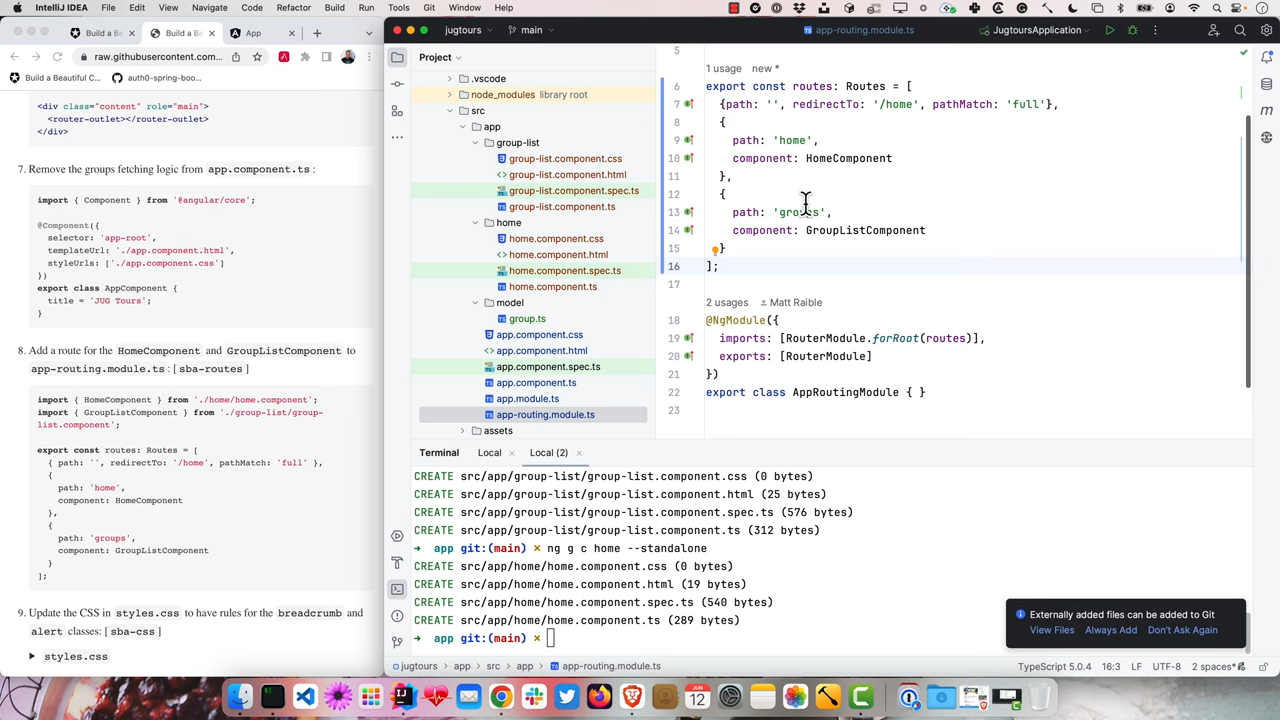 IntelliJ IDEA
File
Edit
View
Navigate
Code
Refactor
Build
Run
Tools
Git
Window
Help
Build a Be...
Build a B...
App
raw.githubusercontent.com...
Build a Beautiful C...
auth0-spring-boo...
<div class="content" role="main">
<router-outlet></router-outlet>
</div>
7. Remove the groups fetching logic from app.component.ts:
import { Component } from '@angular/core';
@Component({
selector: 'app-root',
templateUrl: './app.component.html',
styleUrls: ['./app.component.css']
})
export class AppComponent {
title = 'JUG Tours';
}
8. Add a route for the HomeComponent and GroupListComponent to
app-routing.module.ts: [sba-routes]
import { HomeComponent } from './home/home.component';
import { GroupListComponent } from './group-list/group-
list.component';
export const routes: Routes = [
{ path: '', redirectTo: '/home', pathMatch: 'full' },
{
path: 'home',
component: HomeComponent
},
{
path: 'groups',
component: GroupListComponent
}
];
9. Update the CSS in styles.css to have rules for the breadcrumb and
alert classes: [sba-css]
styles.css
jugtours
main
app-routing.module.ts
JugtoursApplication
Project
.vscode
node_modules library root
src
app
group-list
group-list.component.css
group-list.component.html
group-list.component.spec.ts
group-list.component.ts
home
home.component.css
home.component.html
home.component.spec.ts
home.component.ts
model
group.ts
app.component.css
app.component.html
app.component.spec.ts
app.component.ts
app.module.ts
app-routing.module.ts
assets
5
1 usage new *
6 export const routes: Routes = [
7 {path: '', redirectTo: '/home', pathMatch: 'full'},
8 {
9 path: 'home',
10 component: HomeComponent
11 },
12 {
13 path: 'groups',
14 component: GroupListComponent
15 }
16 ];
17
2 usages Matt Raible
18 @NgModule({
19 imports: [RouterModule.forRoot(routes)],
20 exports: [RouterModule]
21 })
22 export class AppRoutingModule { }
23
Terminal
Local
Local (2)
CREATE src/app/group-list/group-list.component.css (0 bytes)
CREATE src/app/group-list/group-list.component.html (25 bytes)
CREATE src/app/group-list/group-list.component.spec.ts (576 bytes)
CREATE src/app/group-list/group-list.component.ts (312 bytes)
→ app git:(main) ✗ ng g c home --standalone
CREATE src/app/home/home.component.css (0 bytes)
CREATE src/app/home/home.component.html (19 bytes)
CREATE src/app/home/home.component.spec.ts (540 bytes)
CREATE src/app/home/home.component.ts (289 bytes)
→ app git:(main) ✗
Externally added files can be added to Git
View Files Always Add Don't Ask Again
jugtours > app > src > app > app-routing.module.ts
TypeScript 5.0.4 16:3 LF UTF-8 2 spaces*
JUN
12